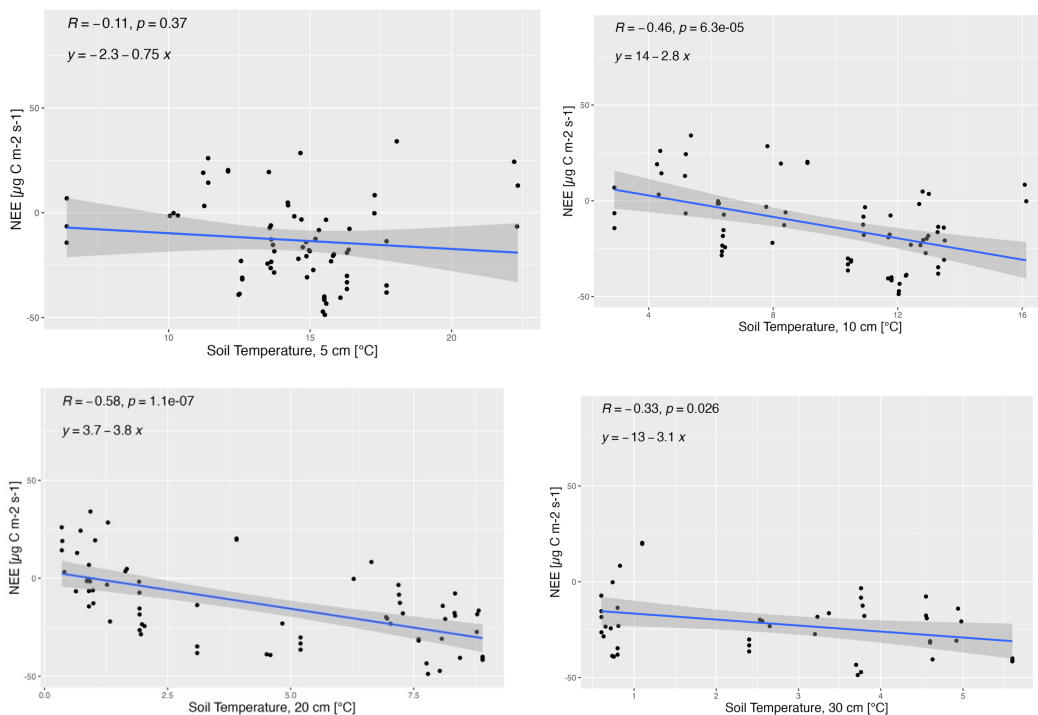 R = −0.11, p = 0.37
y = −2.3 − 0.75 x
NEE [µg C m-2 s-1]
50
0
-50
10
15
20
Soil Temperature, 5 cm [°C]
R = −0.46, p = 6.3e-05
y = 14 − 2.8 x
NEE [µg C m-2 s-1]
50
0
-50
4
8
12
16
Soil Temperature, 10 cm [°C]
R = −0.58, p = 1.1e-07
y = 3.7 − 3.8 x
NEE [µg C m-2 s-1]
50
0
-50
0.0
2.5
5.0
7.5
Soil Temperature, 20 cm [°C]
R = −0.33, p = 0.026
y = −13 − 3.1 x
NEE [µg C m-2 s-1]
50
0
-50
1
2
3
4
5
Soil Temperature, 30 cm [°C]